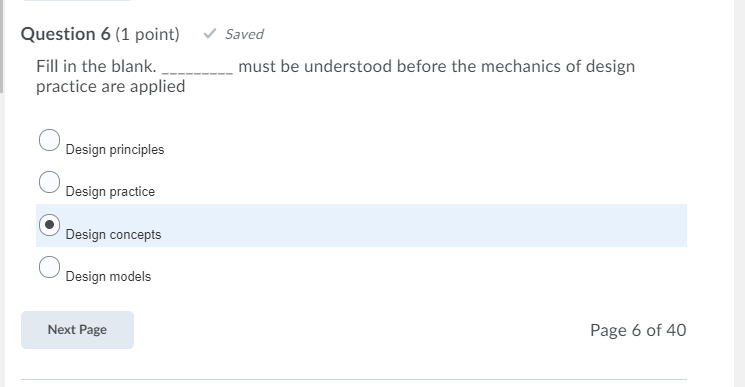 Question 6 (1 point) ✓ Saved
Fill in the blank. _________ must be understood before the mechanics of design
practice are applied
Design principles
Design practice
Design concepts
Design models
Next Page Page 6 of 40